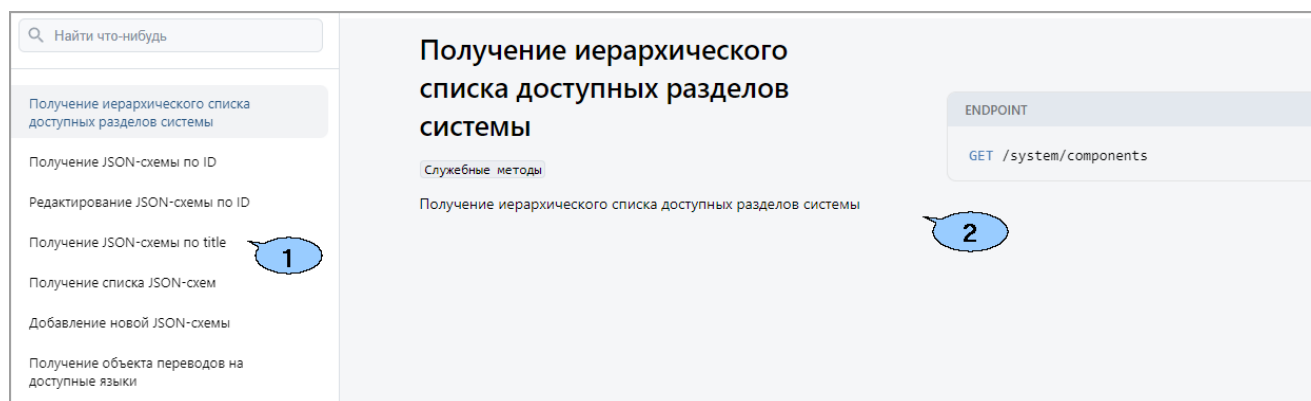 Найти что-нибудь
Получение иерархического списка
доступных разделов системы
Получение JSON-схемы по ID
Редактирование JSON-схемы по ID
Получение JSON-схемы по title
1
Получение списка JSON-схем
Добавление новой JSON-схемы
Получение объекта переводов на
доступные языки
Получение иерархического
списка доступных разделов
системы
Служебные методы
Получение иерархического списка доступных разделов системы
2
ENDPOINT
GET /system/components